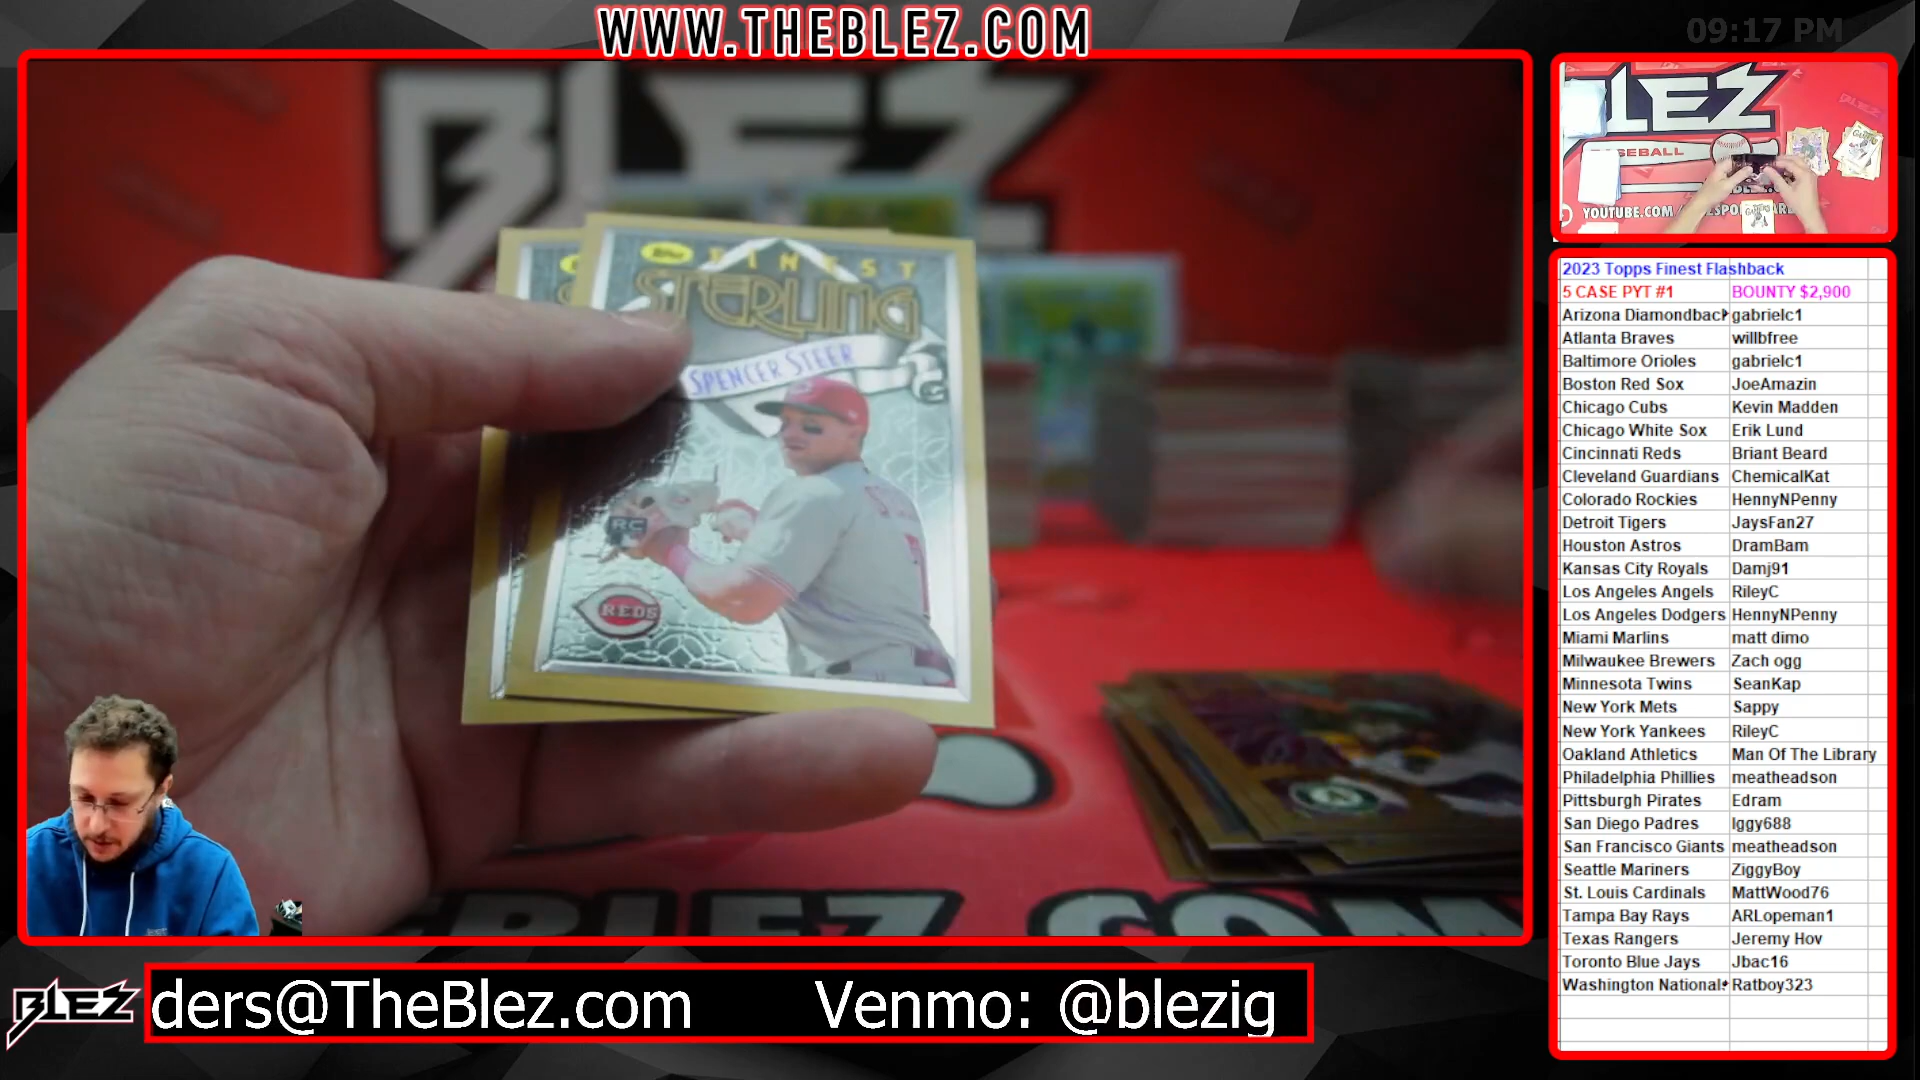 WWW.THEBLEZ.COM
09:17 PM
BLEZ
LEZ
BASEBALL
YOUTUBE.COM
Topps FINEST
STERLING
SPENCER STEER
RC
REDS
BLEZ.COM
2023 Topps Finest Flashback
5 CASE PYT #1 BOUNTY $2,900
Arizona Diamondback gabrielc1
Atlanta Braves willbfree
Baltimore Orioles gabrielc1
Boston Red Sox JoeAmazin
Chicago Cubs Kevin Madden
Chicago White Sox Erik Lund
Cincinnati Reds Briant Beard
Cleveland Guardians ChemicalKat
Colorado Rockies HennyNPenny
Detroit Tigers JaysFan27
Houston Astros DramBam
Kansas City Royals Damj91
Los Angeles Angels RileyC
Los Angeles Dodgers HennyNPenny
Miami Marlins matt dimo
Milwaukee Brewers Zach ogg
Minnesota Twins SeanKap
New York Mets Sappy
New York Yankees RileyC
Oakland Athletics Man Of The Library
Philadelphia Phillies meatheadson
Pittsburgh Pirates Edram
San Diego Padres Iggy688
San Francisco Giants meatheadson
Seattle Mariners ZiggyBoy
St. Louis Cardinals MattWood76
Tampa Bay Rays ARLopeman1
Texas Rangers Jeremy Hov
Toronto Blue Jays Jbac16
Washington Nationals Ratboy323
BLEZ
ders@TheBlez.com Venmo: @blezig